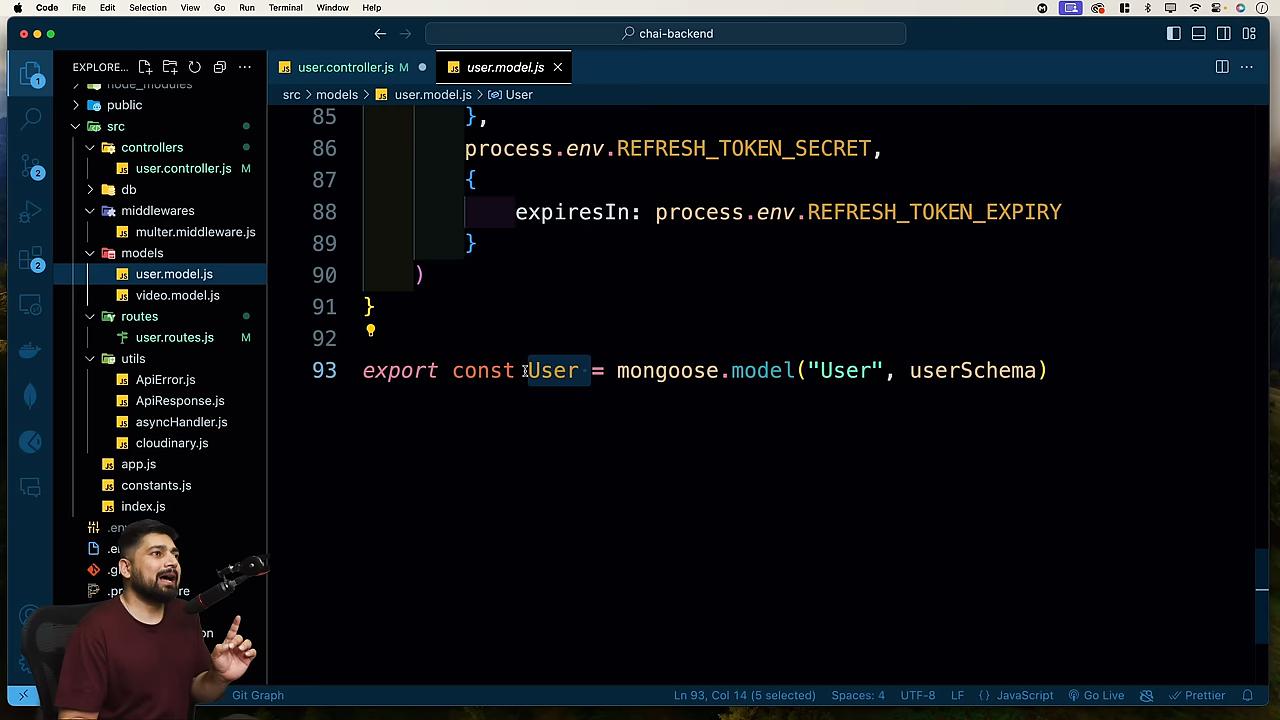 Code File Edit Selection View Go Run Terminal Window Help
chai-backend
EXPLORE...
user.controller.js M
user.model.js
src > models > user.model.js > User
node_modules
public
src
controllers
user.controller.js M
db
middlewares
multer.middleware.js
models
user.model.js
video.model.js
routes
user.routes.js M
utils
ApiError.js
ApiResponse.js
asyncHandler.js
cloudinary.js
app.js
constants.js
index.js
1
2
2
85 },
86 process.env.REFRESH_TOKEN_SECRET,
87 {
88 expiresIn: process.env.REFRESH_TOKEN_EXPIRY
89 }
90 )
91 }
92
93 export const User = mongoose.model("User", userSchema)
Git Graph
Ln 93, Col 14 (5 selected) Spaces: 4 UTF-8 LF {} JavaScript Go Live Prettier